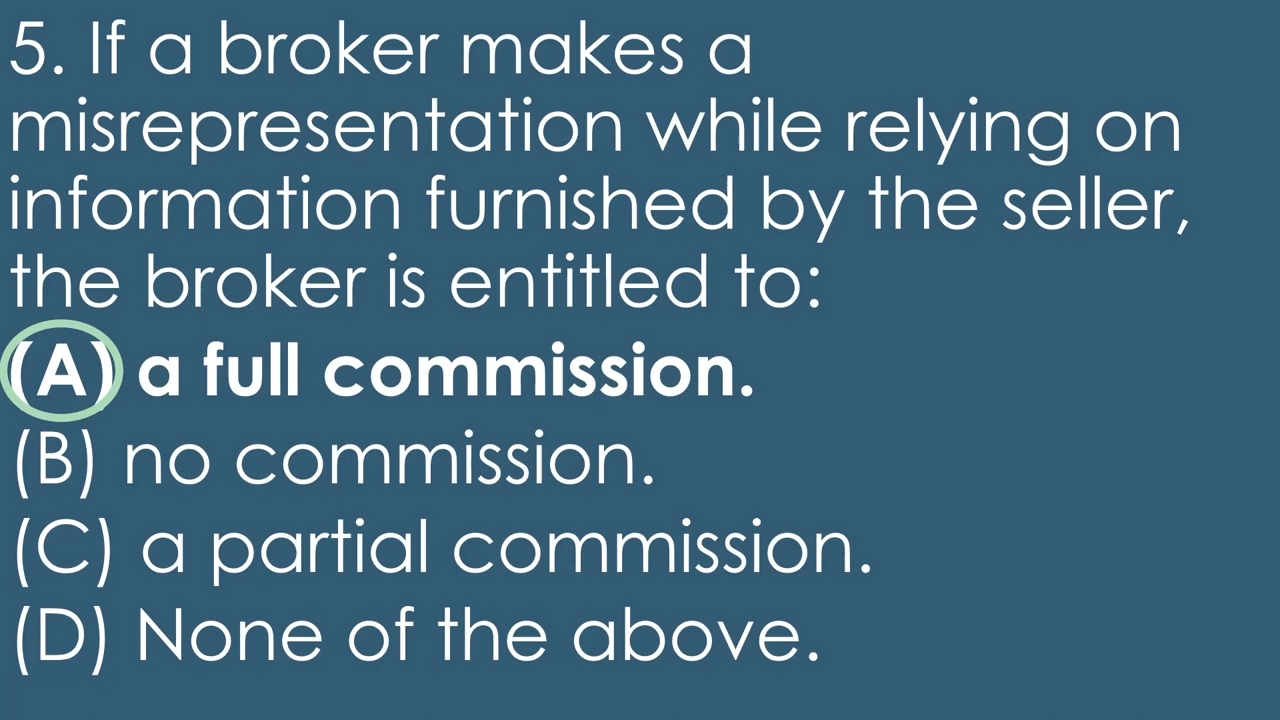 5. If a broker makes a
misrepresentation while relying on
information furnished by the seller,
the broker is entitled to:
(A) a full commission.
(B) no commission.
(C) a partial commission.
(D) None of the above.